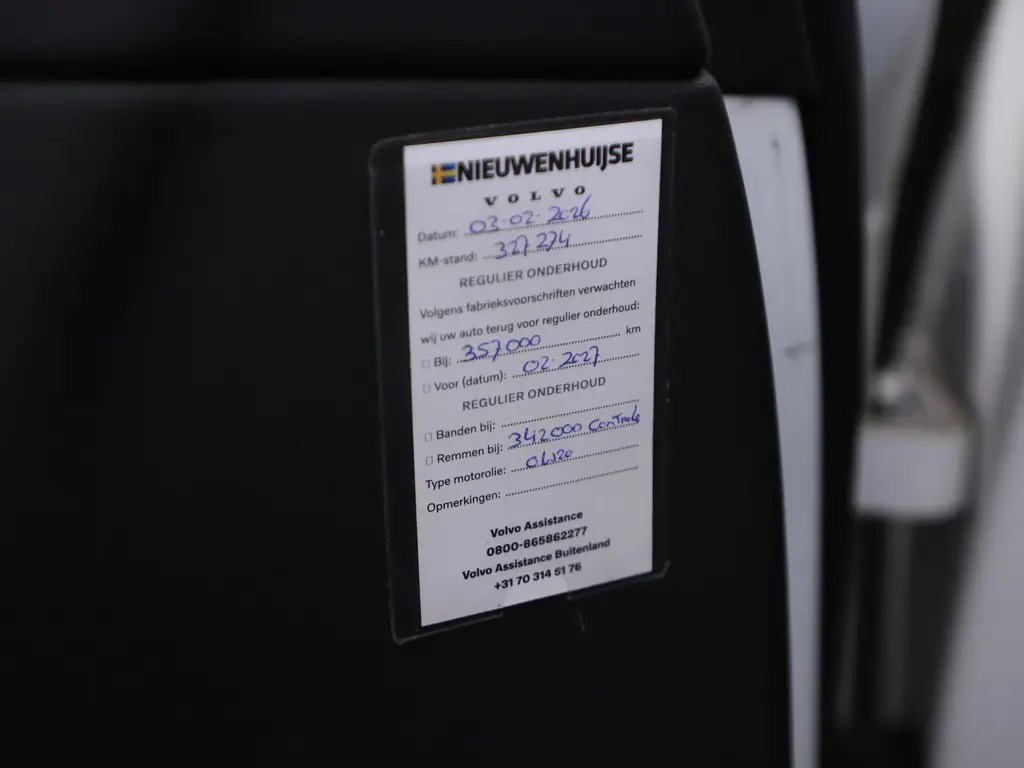 NIEUWENHUIJSE
VOLVO
Datum: 03-02-2026
KM-stand: 327 274
REGULIER ONDERHOUD
Volgens fabrieksvoorschriften verwachten
wij uw auto terug voor regulier onderhoud:
Bij: 357.000 km
Voor (datum): 02-2027
REGULIER ONDERHOUD
Banden bij:
Remmen bij: 342000 Controle
Type motorolie: 0W20
Opmerkingen:
Volvo Assistance
0800-865862277
Volvo Assistance Buitenland
+31 70 314 51 76